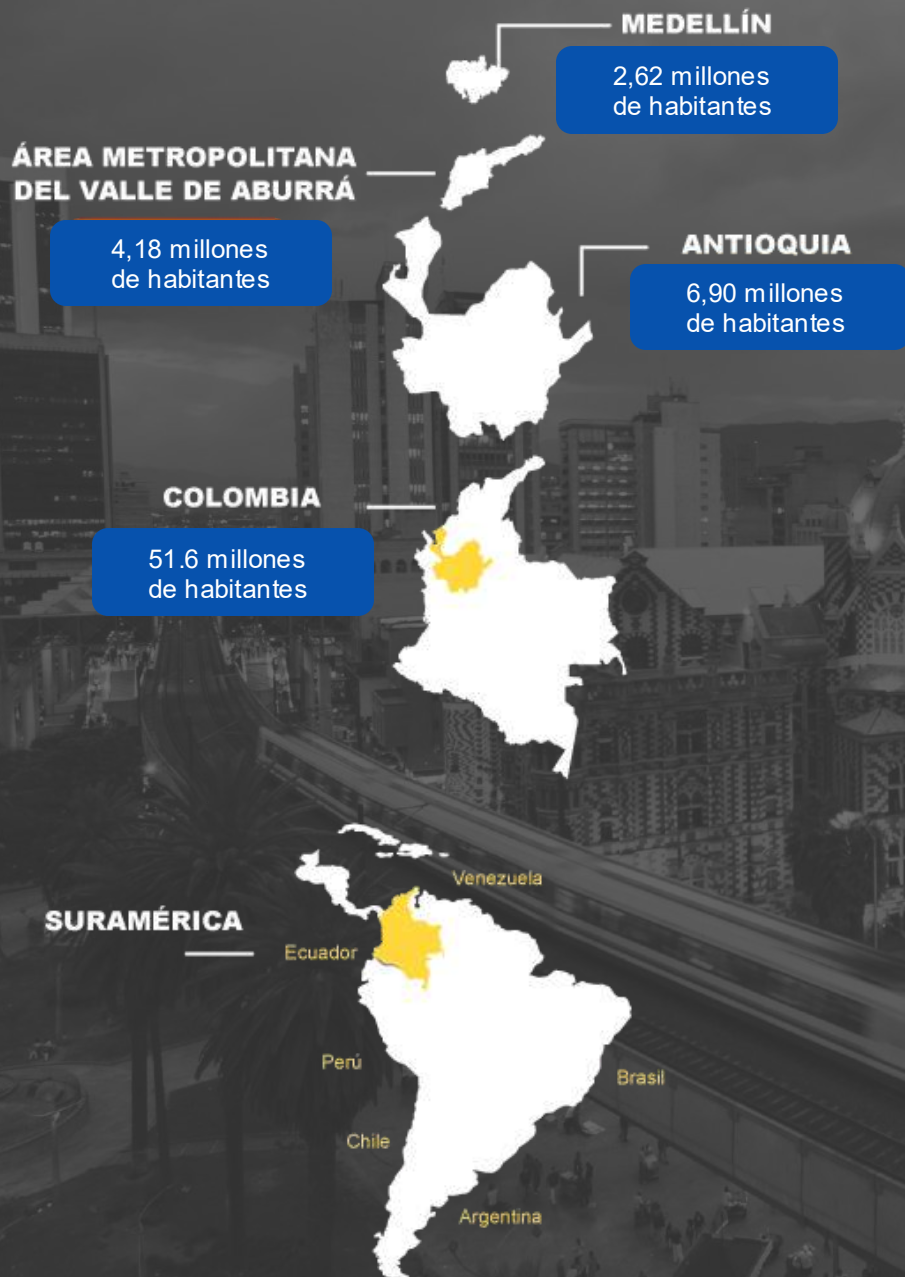 MEDELLÍN
2,62 millones
de habitantes
ÁREA METROPOLITANA
DEL VALLE DE ABURRÁ
4,18 millones
de habitantes
ANTIOQUIA
6,90 millones
de habitantes
COLOMBIA
51.6 millones
de habitantes
Venezuela
SURAMÉRICA
Ecuador
Perú
Brasil
Chile
Argentina